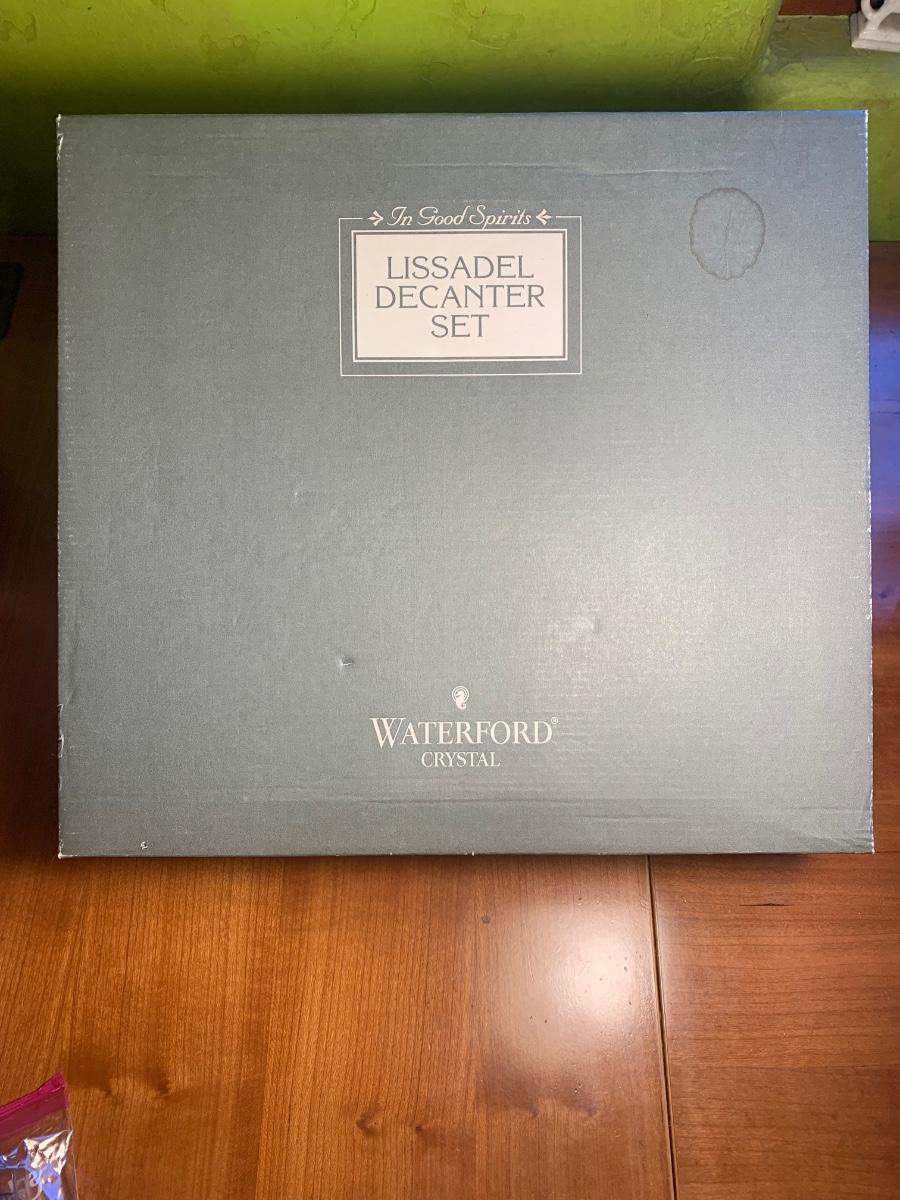 In Good Spirits
LISSADEL
DECANTER
SET
WATERFORD®
CRYSTAL